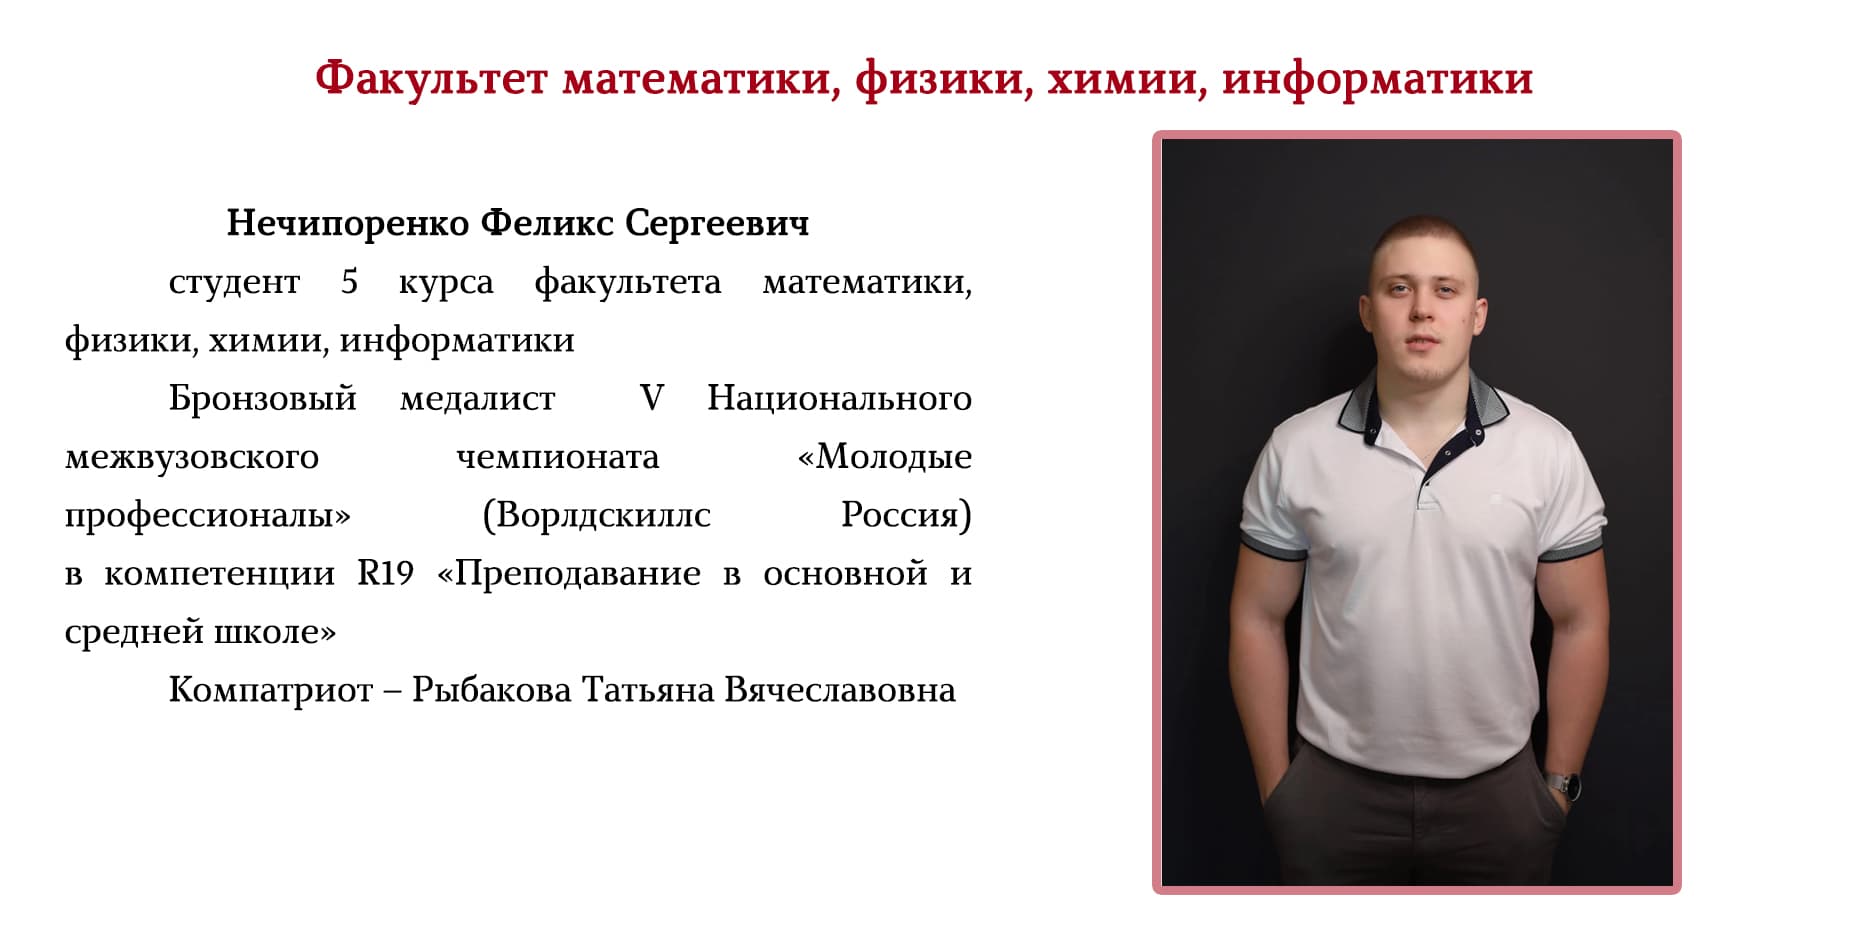 Факультет математики, физики, химии, информатики
Нечипоренко Феликс Сергеевич
студент 5 курса факультета математики,
физики, химии, информатики
Бронзовый медалист V Национального
межвузовского чемпионата «Молодые
профессионалы» (Ворлдскиллс Россия)
в компетенции R19 «Преподавание в основной и
средней школе»
Компатриот – Рыбакова Татьяна Вячеславовна